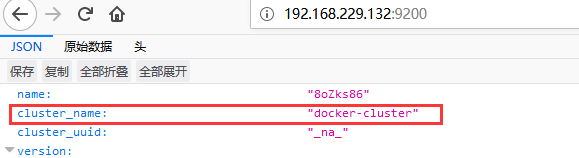 192.168.229.132:9200
JSON 原始数据 头
保存 复制 全部折叠 全部展开
name: "8oZks86"
cluster_name: "docker-cluster"
cluster_uuid: "_na_"
version: